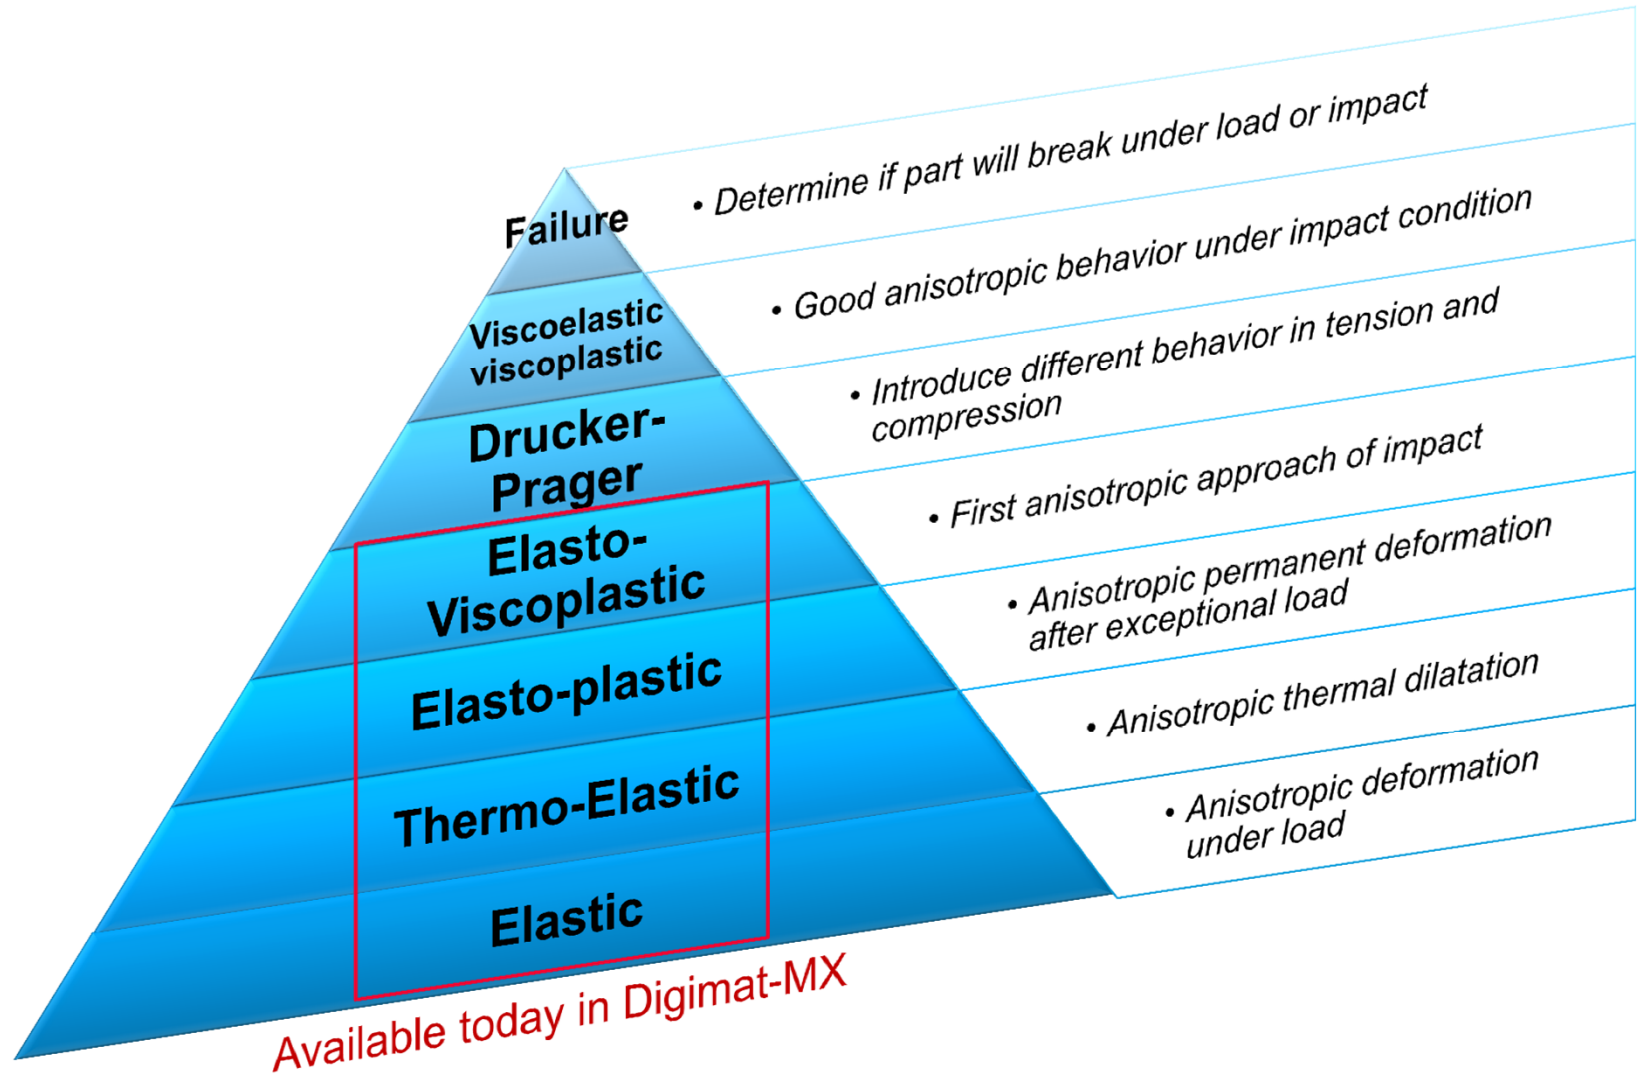 Failure
• Determine if part will break under load or impact
Viscoelastic
viscoplastic
• Good anisotropic behavior under impact condition
Drucker-
Prager
• Introduce different behavior in tension and
compression
Elasto-
Viscoplastic
• First anisotropic approach of impact
Elasto-plastic
• Anisotropic permanent deformation
after exceptional load
Thermo-Elastic
• Anisotropic thermal dilatation
Elastic
• Anisotropic deformation
under load
Available today in Digimat-MX